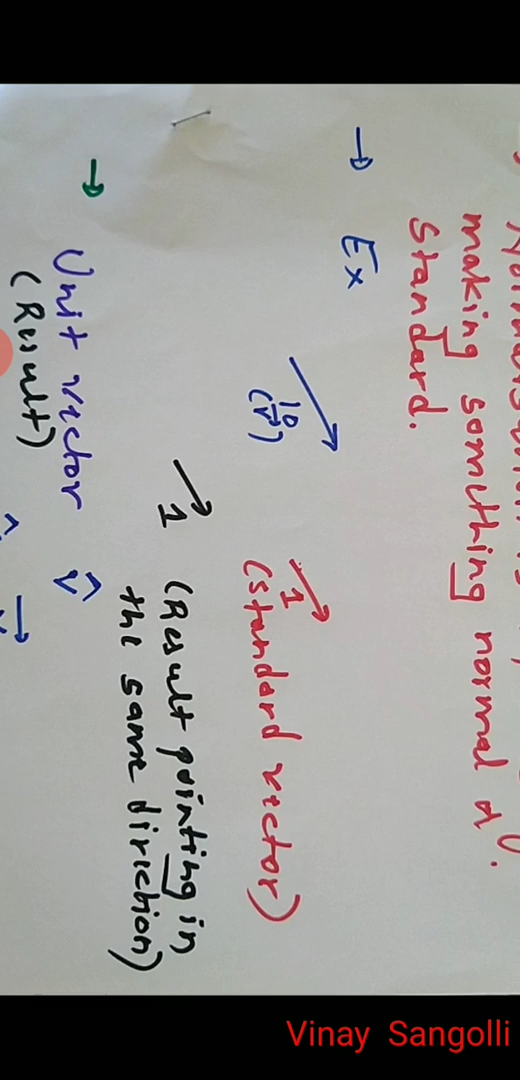 making something normal
standard.
→ Ex
10
(v⃗)
1
(standard vector)
1
(Result pointing in
the same direction)
→ Unit vector v̂
(Result)
Vinay Sangolli